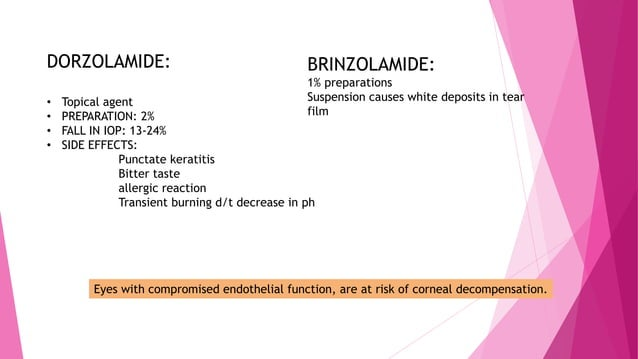 DORZOLAMIDE:
• Topical agent
• PREPARATION: 2%
• FALL IN IOP: 13-24%
• SIDE EFFECTS:
Punctate keratitis
Bitter taste
allergic reaction
Transient burning d/t decrease in ph
BRINZOLAMIDE:
1% preparations
Suspension causes white deposits in tear
film
Eyes with compromised endothelial function, are at risk of corneal decompensation.